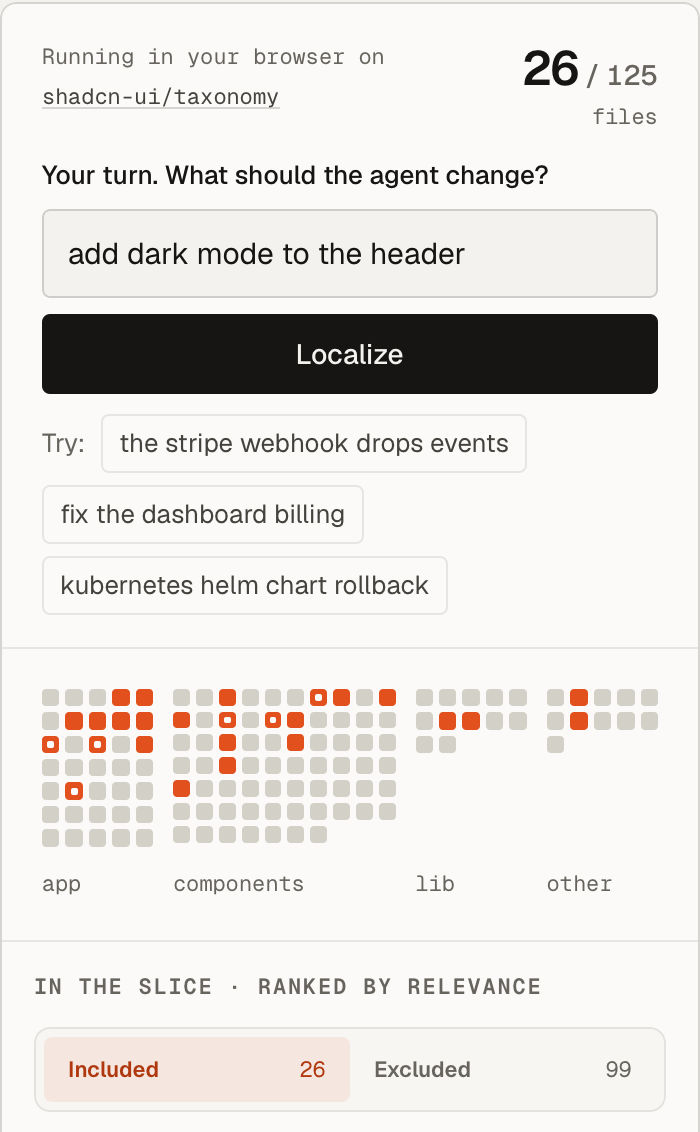 Running in your browser on
shadcn-ui/taxonomy
26 / 125
files
Your turn. What should the agent change?
add dark mode to the header
Localize
Try: the stripe webhook drops events
fix the dashboard billing
kubernetes helm chart rollback
app components lib other
IN THE SLICE · RANKED BY RELEVANCE
Included 26 Excluded 99